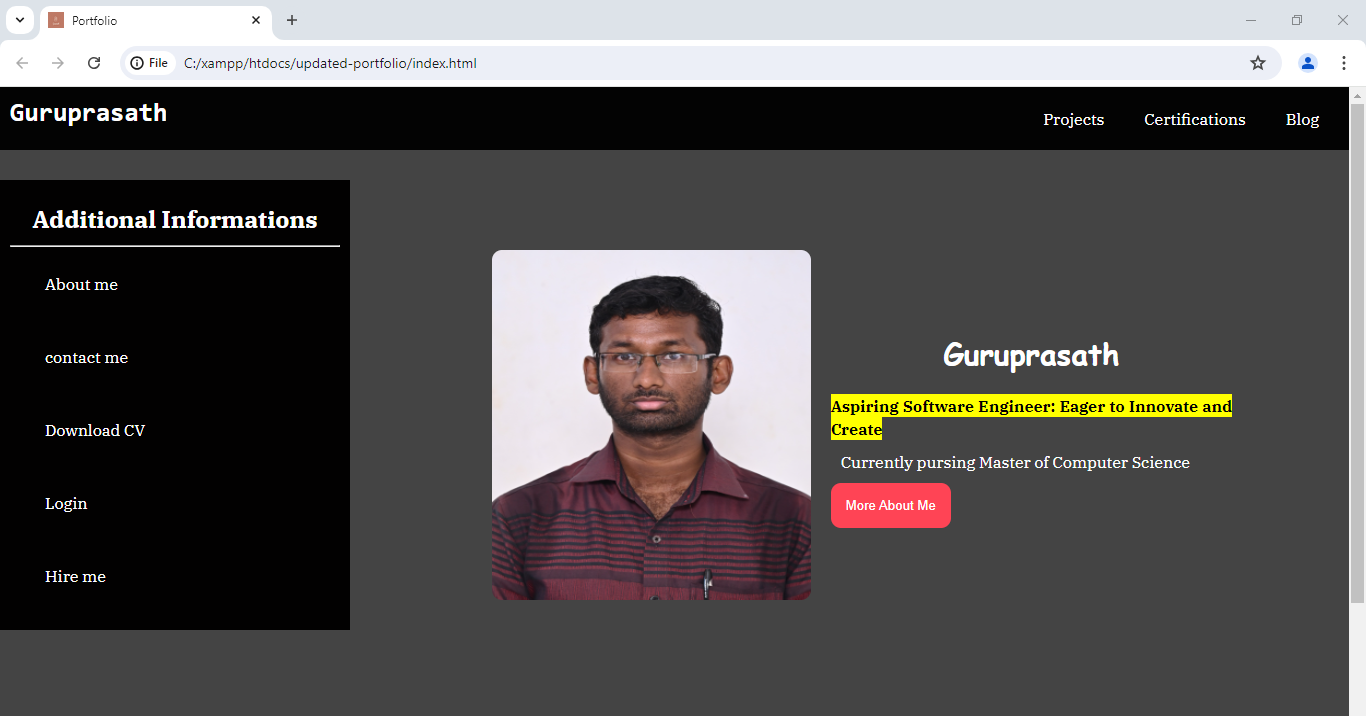 Portfolio
File
C:/xampp/htdocs/updated-portfolio/index.html
Guruprasath
Projects
Certifications
Blog
Additional Informations
About me
contact me
Download CV
Login
Hire me
Guruprasath
Aspiring Software Engineer: Eager to Innovate and
Create
Currently pursing Master of Computer Science
More About Me